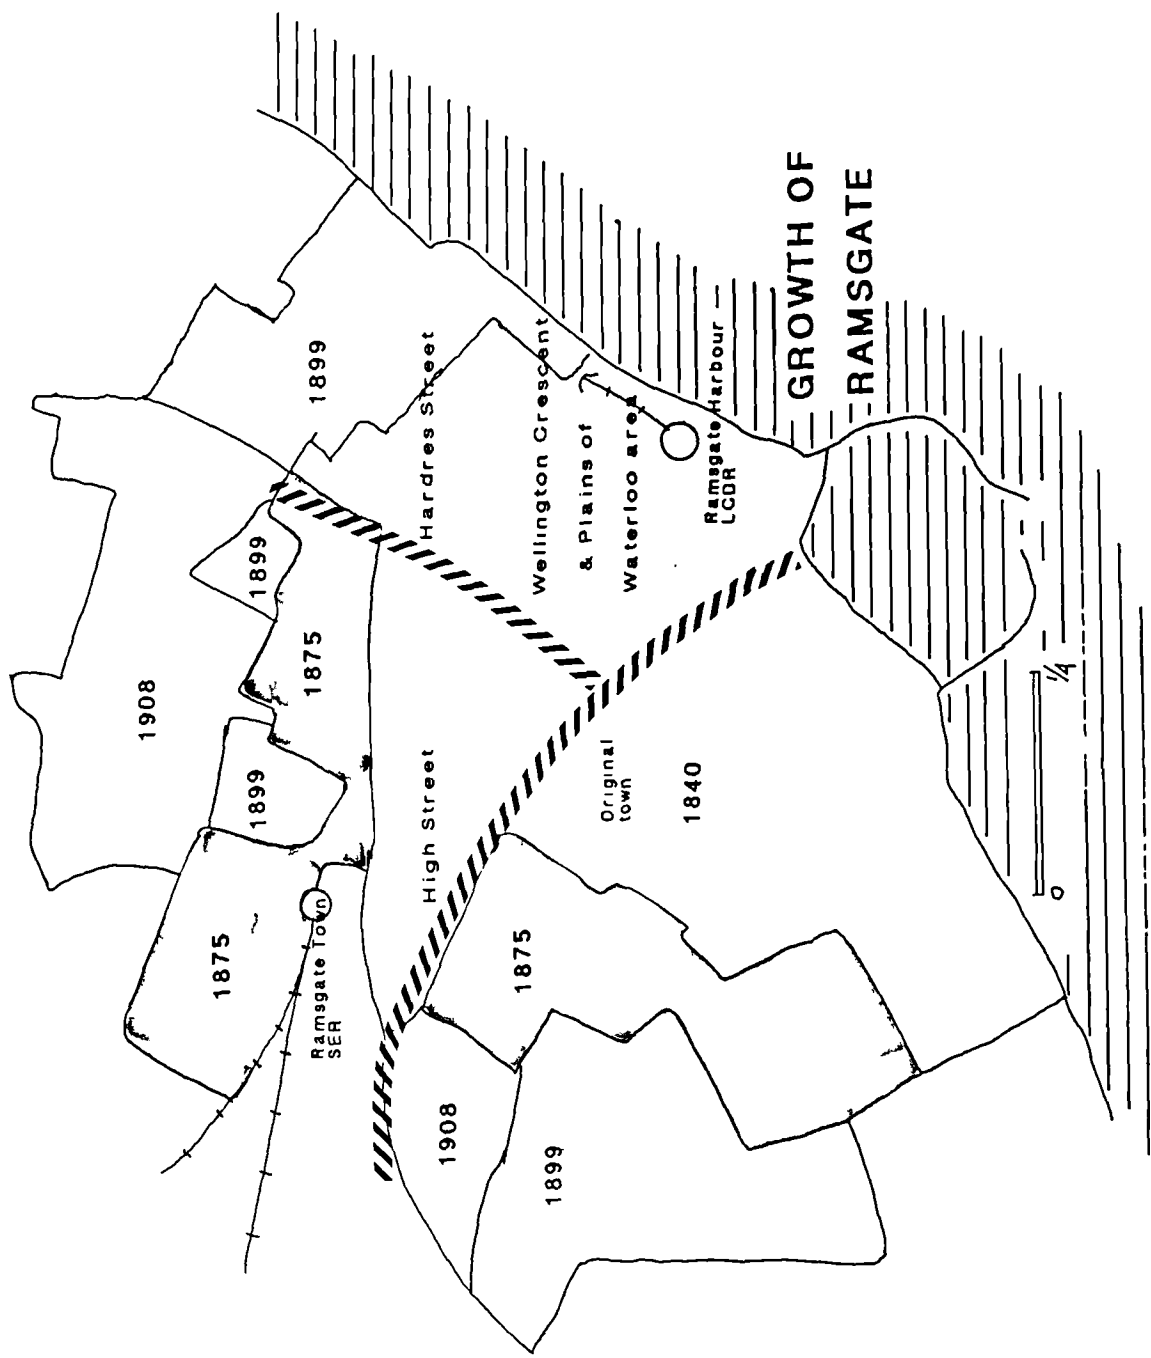 GROWTH OF
RAMSGATE
1908
1899
1899
1875
1899
1875
Ramsgate Town
SER
Hardres Street
High Street
Wellington Crescent
& Plains of
Waterloo area
Ramsgate Harbour
LCDR
Original
town
1840
1875
1908
1899
0
1/4